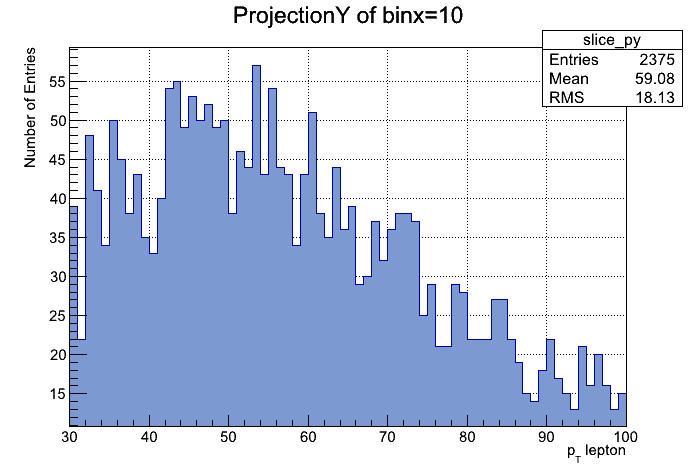 ProjectionY of binx=10
slice_py
Entries 2375
Mean 59.08
RMS 18.13
Number of Entries
55
50
45
40
35
30
25
20
15
30 40 50 60 70 80 90 100
p_T lepton